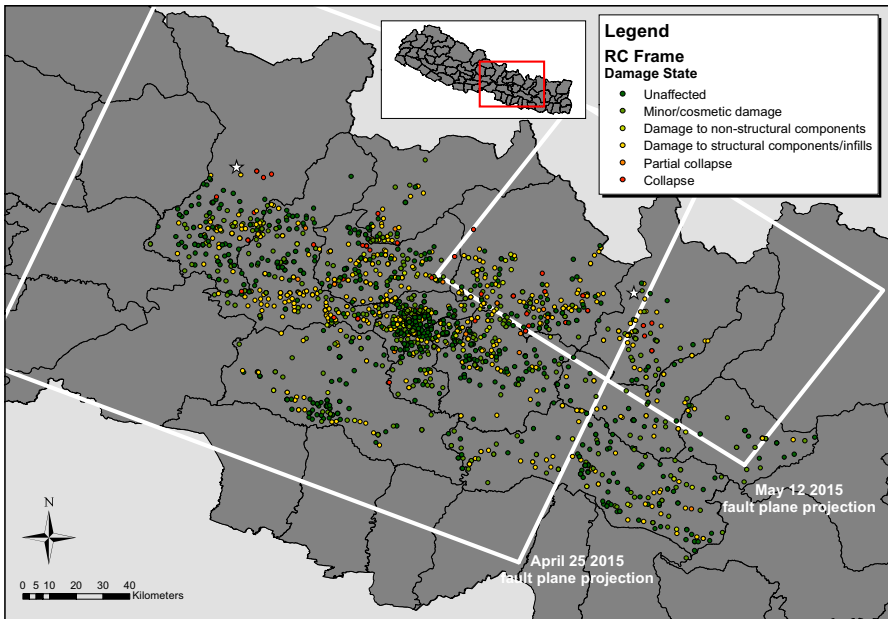 Legend
RC Frame
Damage State
Unaffected
Minor/cosmetic damage
Damage to non-structural components
Damage to structural components/infills
Partial collapse
Collapse
May 12 2015
fault plane projection
April 25 2015
fault plane projection
N
0 5 10 20 30 40
Kilometers